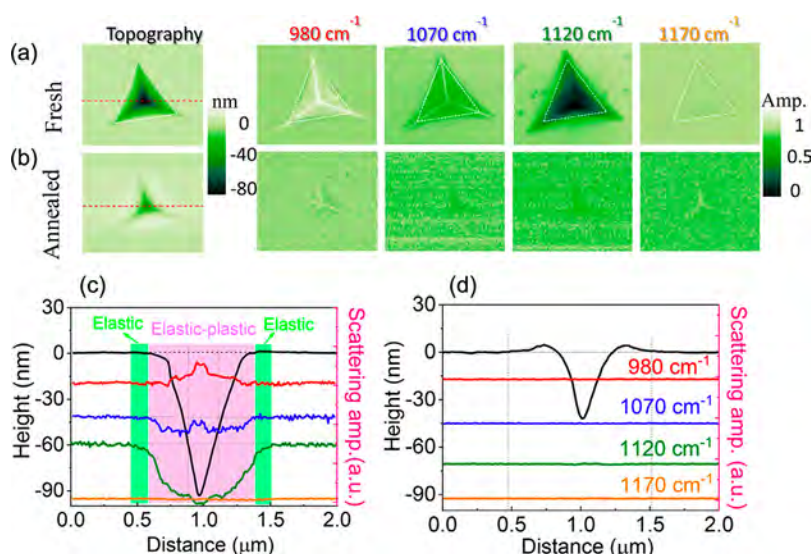 (a)
Topography
980 cm⁻¹
1070 cm⁻¹
1120 cm⁻¹
1170 cm⁻¹
Fresh
nm
0
-40
-80
Amp.
1
0.5
0
(b)
Annealed
(c)
Elastic
Elastic-plastic
Elastic
30
0
-30
-60
-90
Height (nm)
Scattering amp.(a.u.)
0.0
0.5
1.0
1.5
2.0
Distance (μm)
(d)
30
0
-30
-60
-90
Height (nm)
980 cm⁻¹
1070 cm⁻¹
1120 cm⁻¹
1170 cm⁻¹
Scattering amp. (a.u.)
0.0
0.5
1.0
1.5
2.0
Distance (μm)